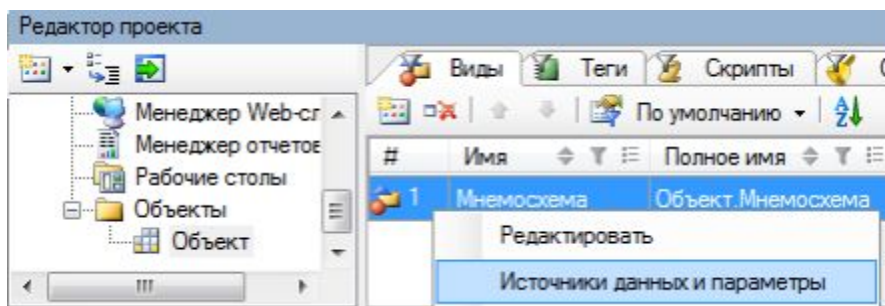 Редактор проекта
Виды Теги Скрипты
По умолчанию
# Имя Полное имя
1 Мнемосхема Объект.Мнемосхема
Менеджер Web-сл
Менеджер отчетов
Рабочие столы
Объекты
Объект
Редактировать
Источники данных и параметры